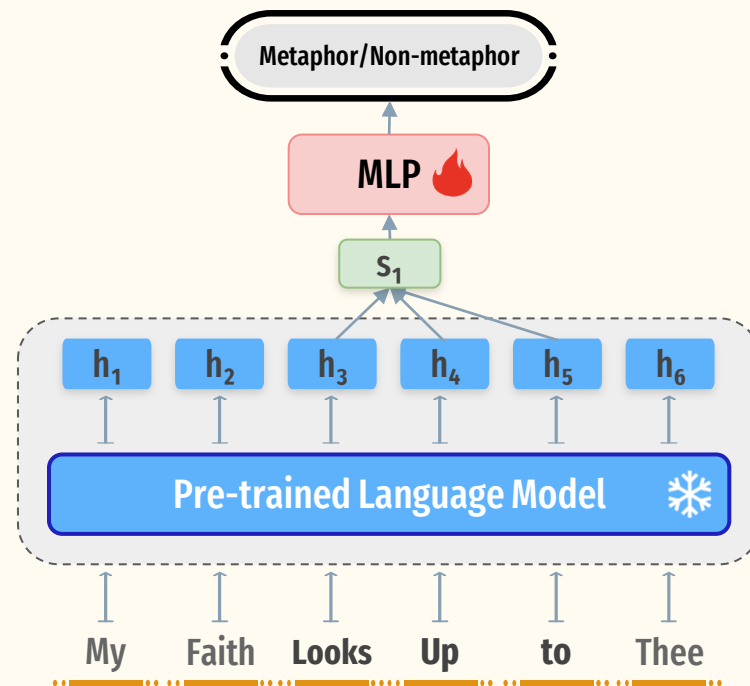 Metaphor/Non-metaphor
MLP
S₁
h₁ h₂ h₃ h₄ h₅ h₆
Pre-trained Language Model
My Faith Looks Up to Thee